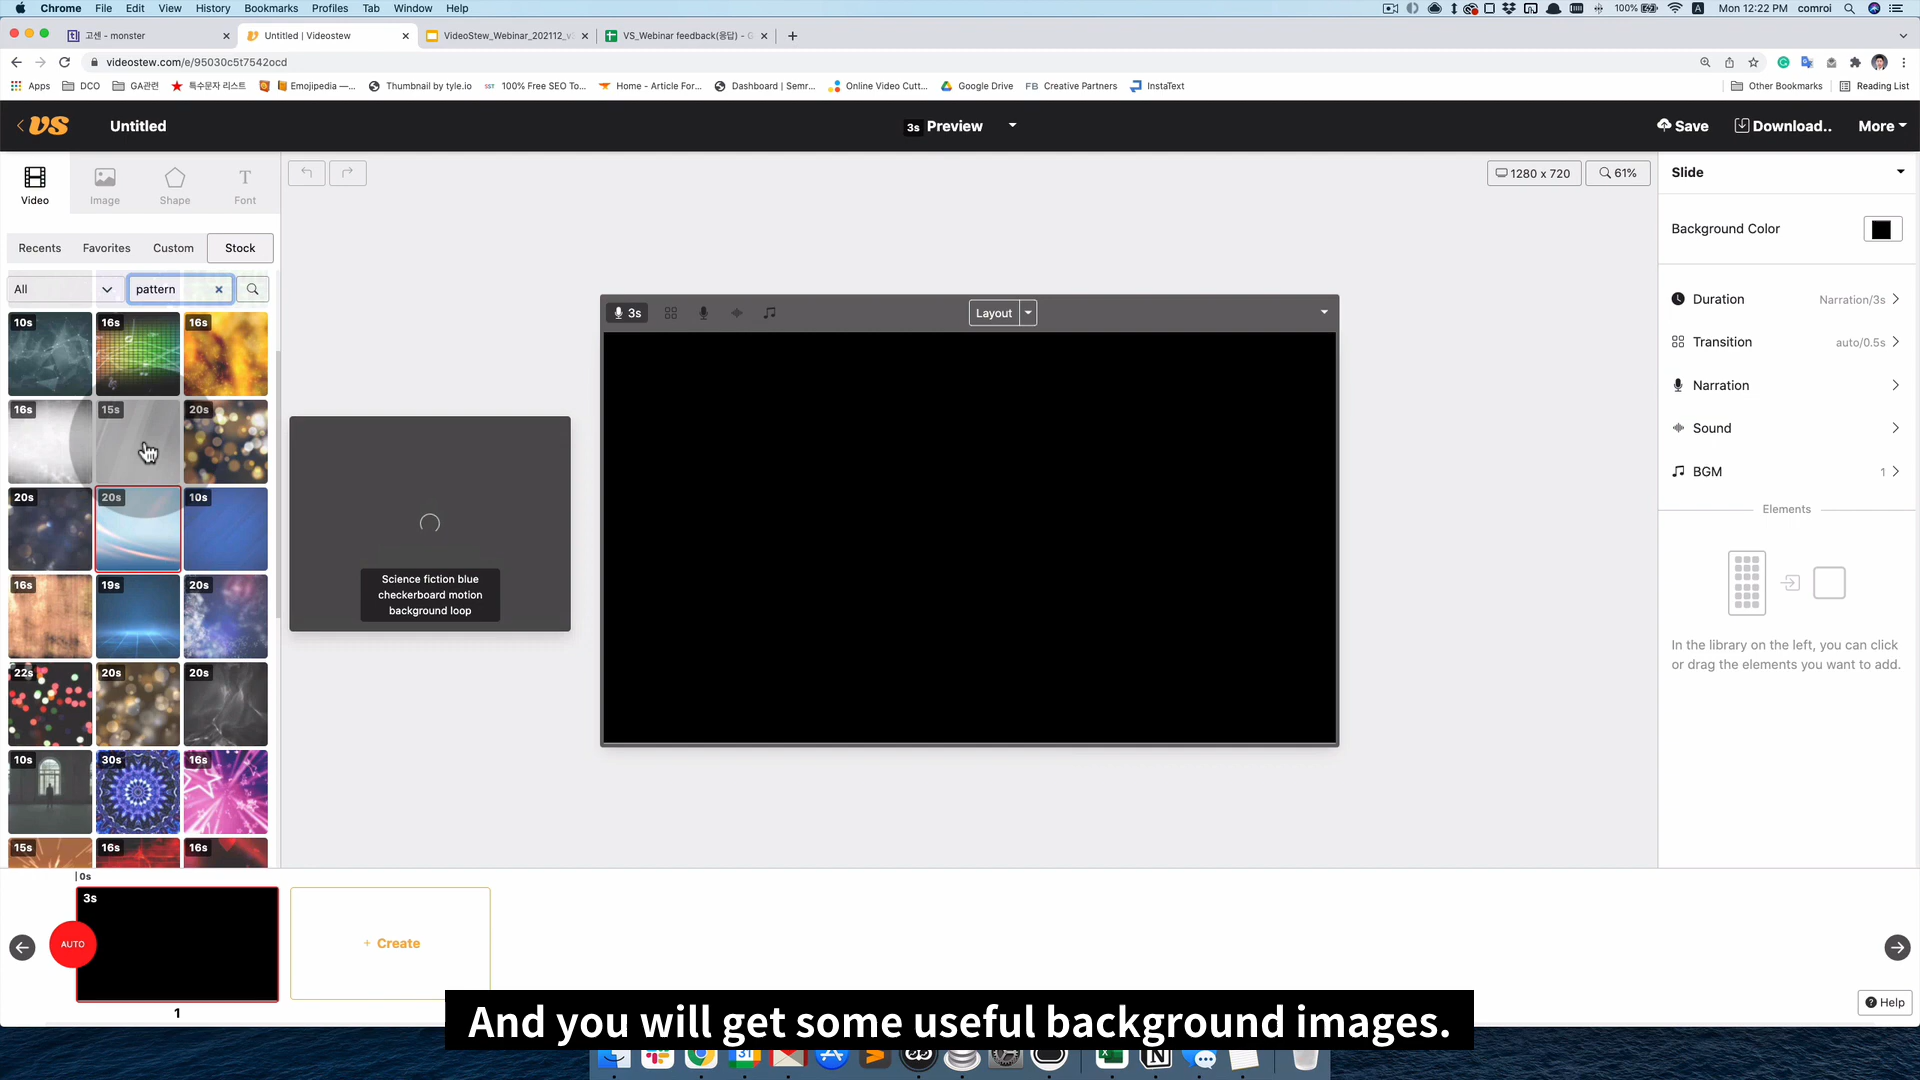 Chrome File Edit View History Bookmarks Profiles Tab Window Help
100% Mon 12:22 PM comroi
고센 - monster
Untitled | Videostew
VideoStew_Webinar_202112_v
VS_Webinar feedback(응답) - G
videostew.com/e/95030c5t7542ocd
Apps DCO GA관련 특수문자 리스트 Emojipedia —... Thumbnail by tyle.io 100% Free SEO To... Home - Article For... Dashboard | Semr... Online Video Cutt... Google Drive FB Creative Partners InstaText Other Bookmarks Reading List
VS Untitled 3s Preview Save Download.. More
Video Image Shape Font
1280 x 720 61%
Slide
Recents Favorites Custom Stock
Background Color
All pattern
10s 16s 16s
Layout
3s
Duration Narration/3s
Transition auto/0.5s
Narration
Sound
BGM 1
Elements
In the library on the left, you can click
or drag the elements you want to add.
16s 15s 20s
20s 20s 10s
16s 19s 20s
22s 20s 20s
10s 30s 16s
15s 16s 16s
Science fiction blue
checkerboard motion
background loop
0s
3s
AUTO
1
+ Create
Help
And you will get some useful background images.